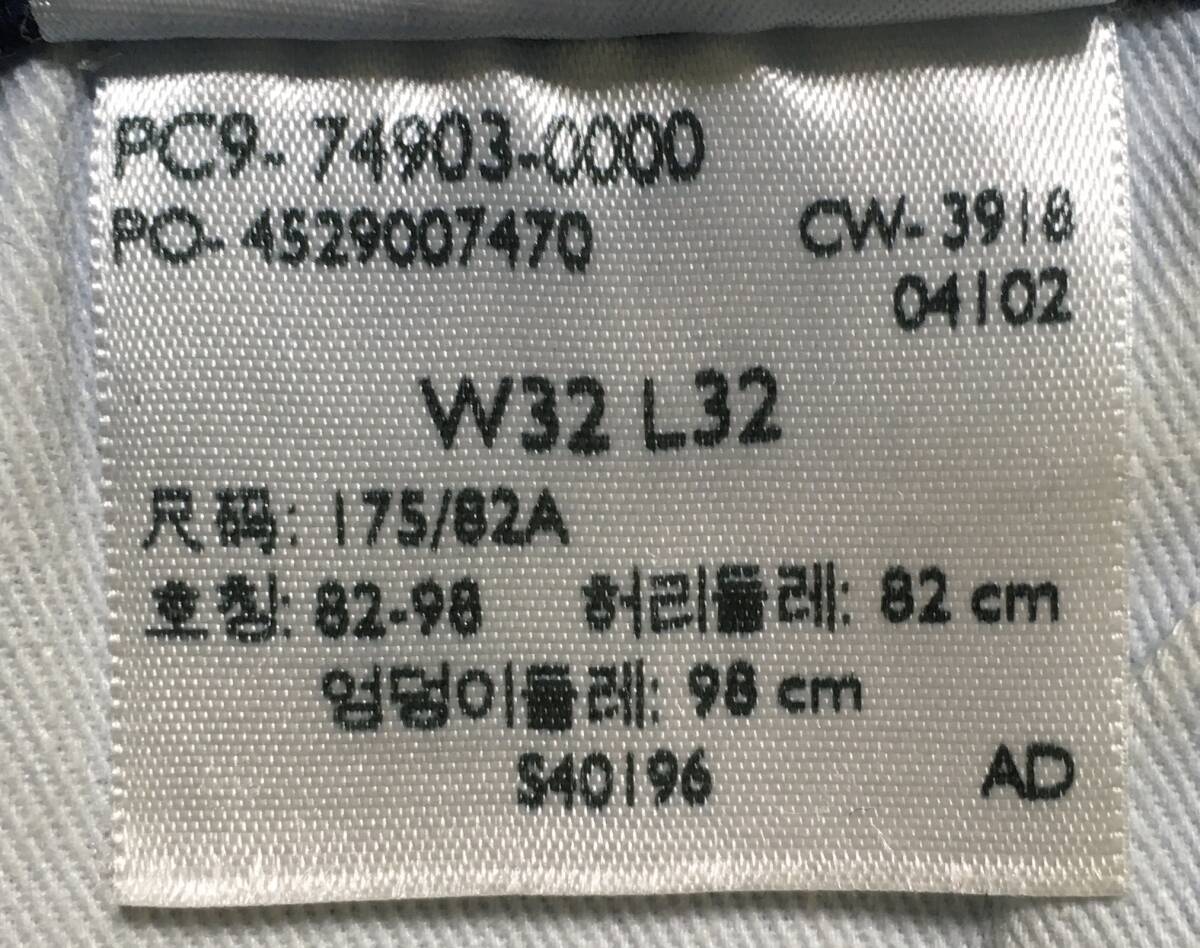 PC9-74903-0000
PO-4529007470 CW-3918
04102
W32 L32
尺码: 175/82A
호칭: 82-98 허리둘레: 82 cm
엉덩이둘레: 98 cm
S40196 AD